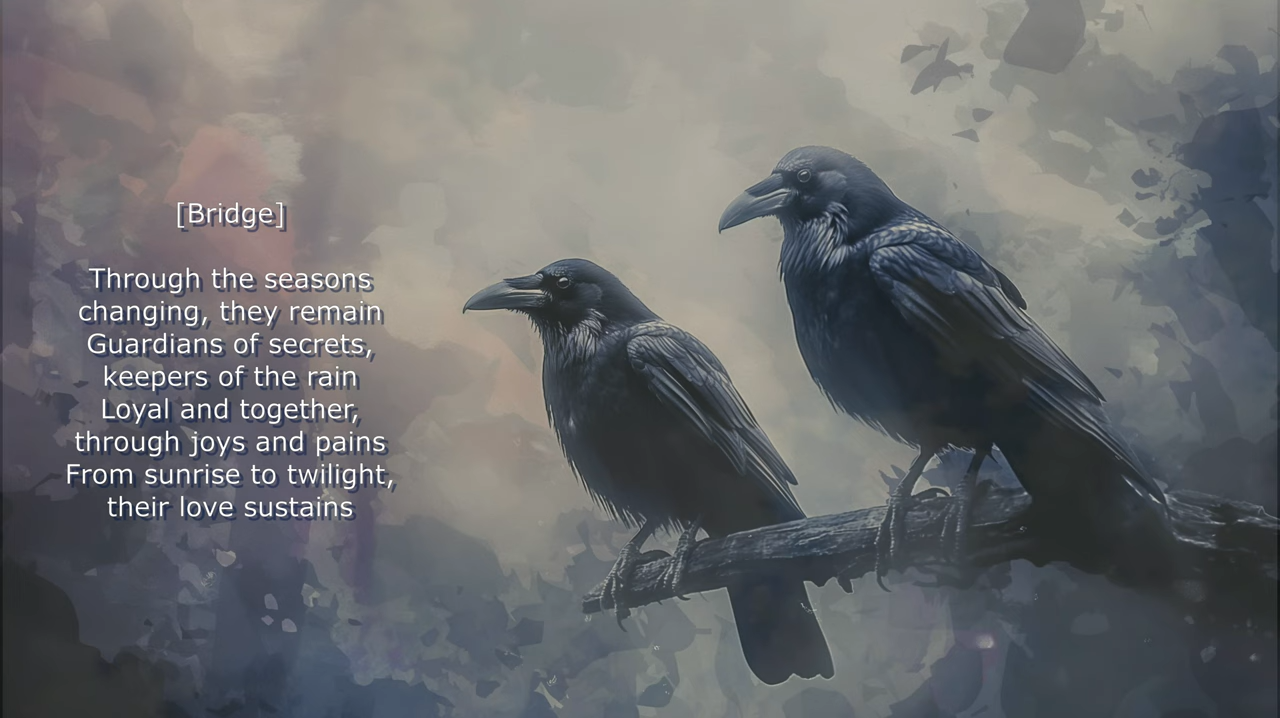 [Bridge]
Through the seasons
changing, they remain
Guardians of secrets,
keepers of the rain
Loyal and together,
through joys and pains
From sunrise to twilight,
their love sustains